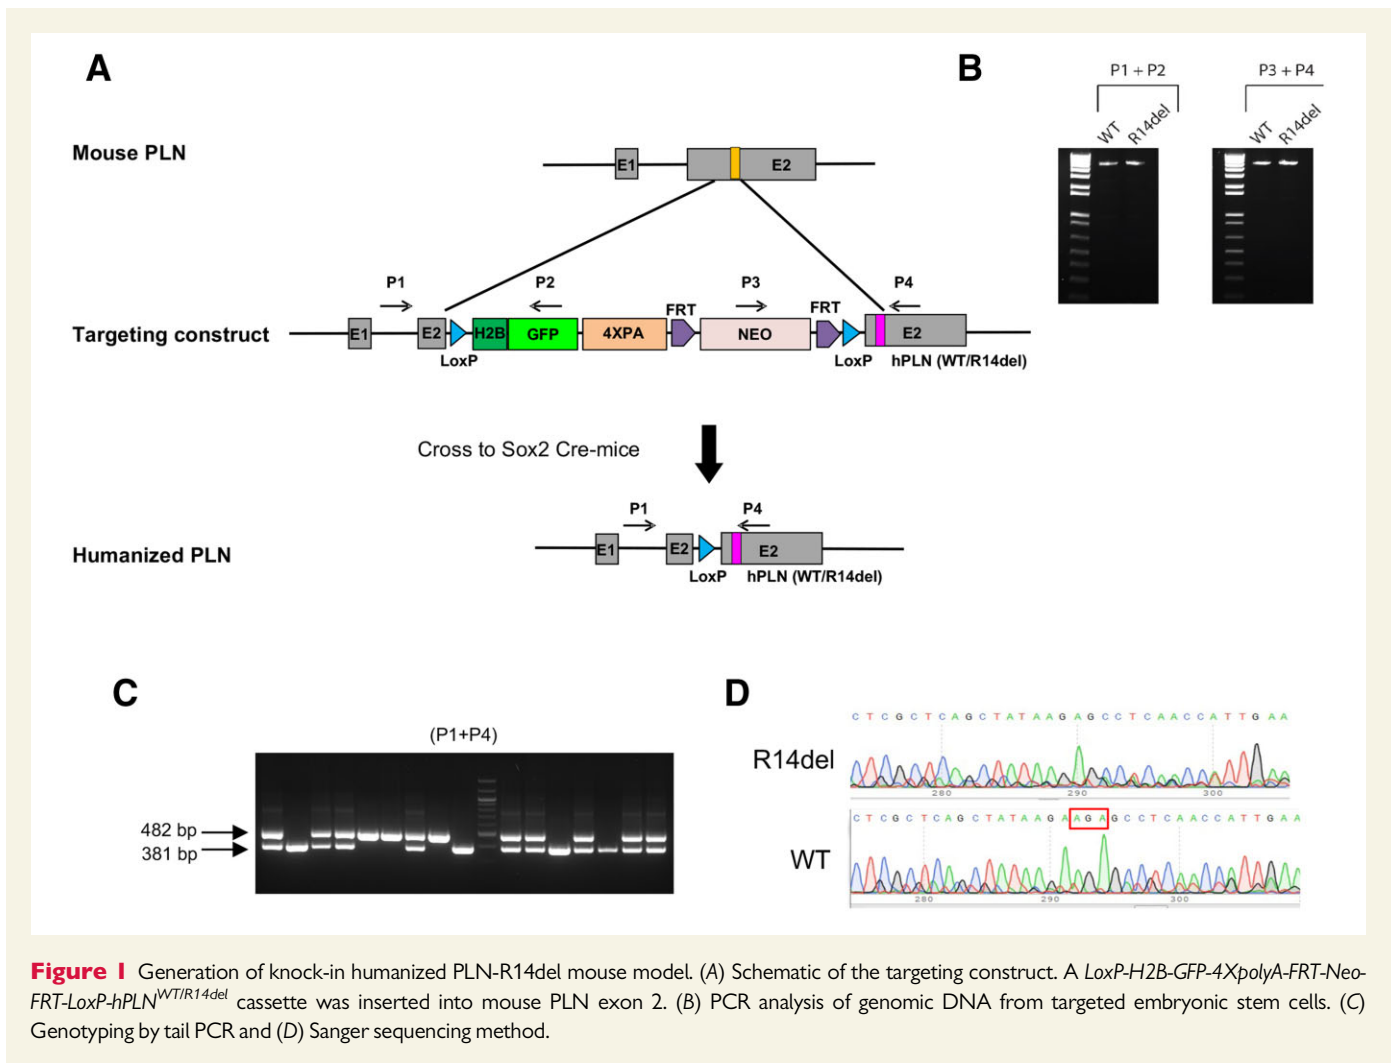 A
B
P1 + P2
P3 + P4
WT
R14del
WT
R14del
Mouse PLN
E1
E2
P1
P2
P3
P4
Targeting construct
E1
E2
H2B
GFP
4XPA
FRT
NEO
FRT
E2
LoxP
LoxP
hPLN (WT/R14del)
Cross to Sox2 Cre-mice
P1
P4
Humanized PLN
E1
E2
E2
LoxP
hPLN (WT/R14del)
C
(P1+P4)
482 bp
381 bp
D
R14del
C T C G C T C A G C T A T A A G A G C C T C A A C C A T T G A A
280 290 300
WT
C T C G C T C A G C T A T A A G A A G A G C C T C A A C C A T T G A A
280 290 300
Figure 1 Generation of knock-in humanized PLN-R14del mouse model. (A) Schematic of the targeting construct. A LoxP-H2B-GFP-4XpolyA-FRT-Neo-
FRT-LoxP-hPLNWT/R14del cassette was inserted into mouse PLN exon 2. (B) PCR analysis of genomic DNA from targeted embryonic stem cells. (C)
Genotyping by tail PCR and (D) Sanger sequencing method.